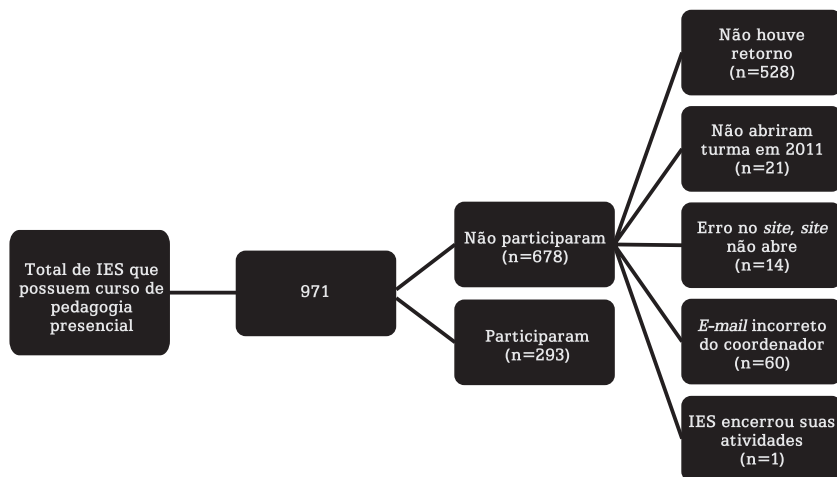 Total de IES que
possuem curso de
pedagogia
presencial
971
Não participaram
(n=678)
Participaram
(n=293)
Não houve
retorno
(n=528)
Não abriram
turma em 2011
(n=21)
Erro no site, site
não abre
(n=14)
E-mail incorreto
do coordenador
(n=60)
IES encerrou suas
atividades
(n=1)